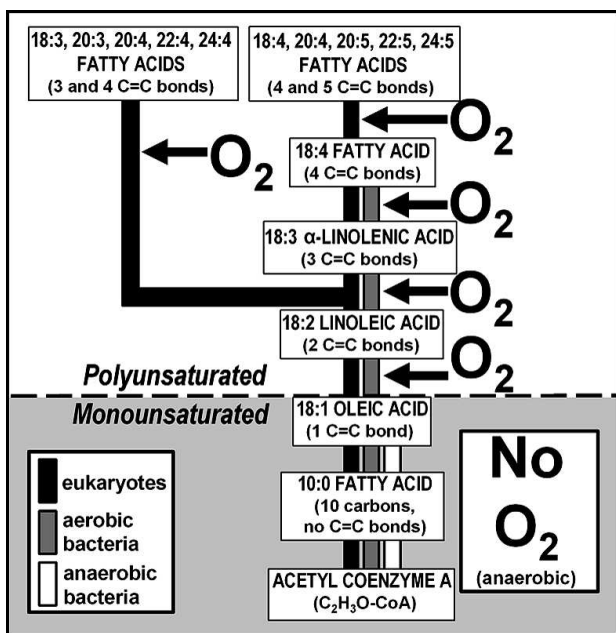 18:3, 20:3, 20:4, 22:4, 24:4
FATTY ACIDS
(3 and 4 C=C bonds)
18:4, 20:4, 20:5, 22:5, 24:5
FATTY ACIDS
(4 and 5 C=C bonds)
O2
O2
18:4 FATTY ACID
(4 C=C bonds)
O2
18:3 α-LINOLENIC ACID
(3 C=C bonds)
O2
18:2 LINOLEIC ACID
(2 C=C bonds)
O2
Polyunsaturated
Monounsaturated
18:1 OLEIC ACID
(1 C=C bond)
eukaryotes
aerobic
bacteria
anaerobic
bacteria
10:0 FATTY ACID
(10 carbons,
no C=C bonds)
ACETYL COENZYME A
(C2H3O-CoA)
No
O2
(anaerobic)